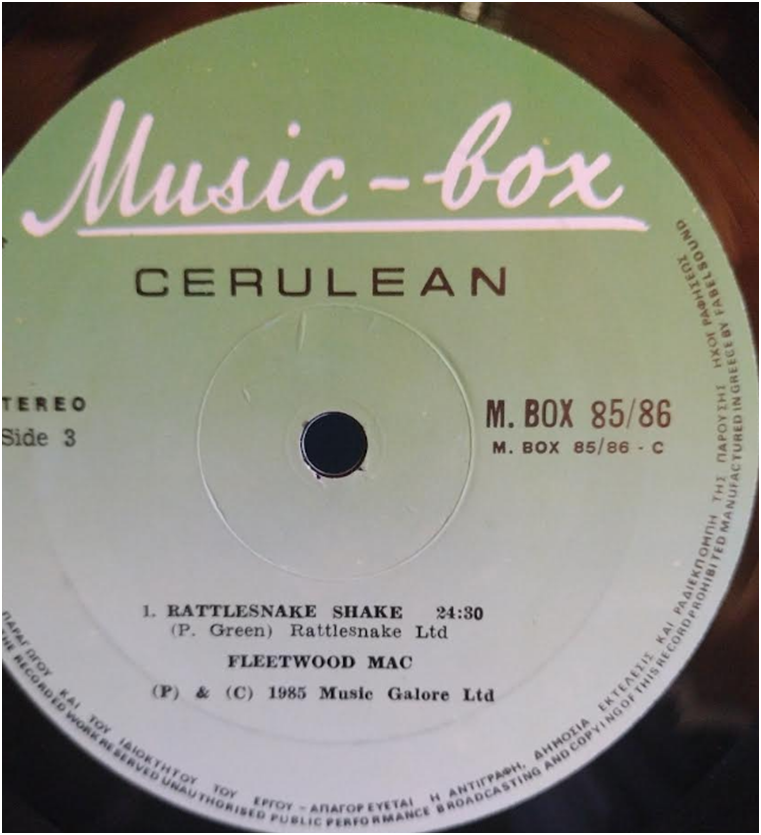 Music-box
CERULEAN
TEREO
Side 3
M. BOX 85/86
M. BOX 85/86 - C
1. RATTLESNAKE SHAKE 24:30
(P. Green) Rattlesnake Ltd
FLEETWOOD MAC
(P) & (C) 1985 Music Galore Ltd
ΠΑΡΑΓΩΓΟΥ ΚΑΙ ΤΟΥ ΙΔΙΟΚΤΗΤΟΥ ΤΟΥ ΕΡΓΟΥ - ΑΠΑΓΟΡΕΥΕΤΑΙ Η ΑΝΤΙΓΡΑΦΗ, ΔΗΜΟΣΙΑ ΕΚΤΕΛΕΣΙΣ ΚΑΙ ΡΑΔΙΕΚΠΟΜΠΗ ΤΗΣ ΠΑΡΟΥΣΗΣ ΗΧΟΓΡΑΦΗΣΕΩΣ
THE RECORDED WORK RESERVED UNAUTHORISED PUBLIC PERFORMANCE BROADCASTING AND COPYING OF THIS RECORD PROHIBITED MANUFACTURED IN GREECE BY FABELSOUND